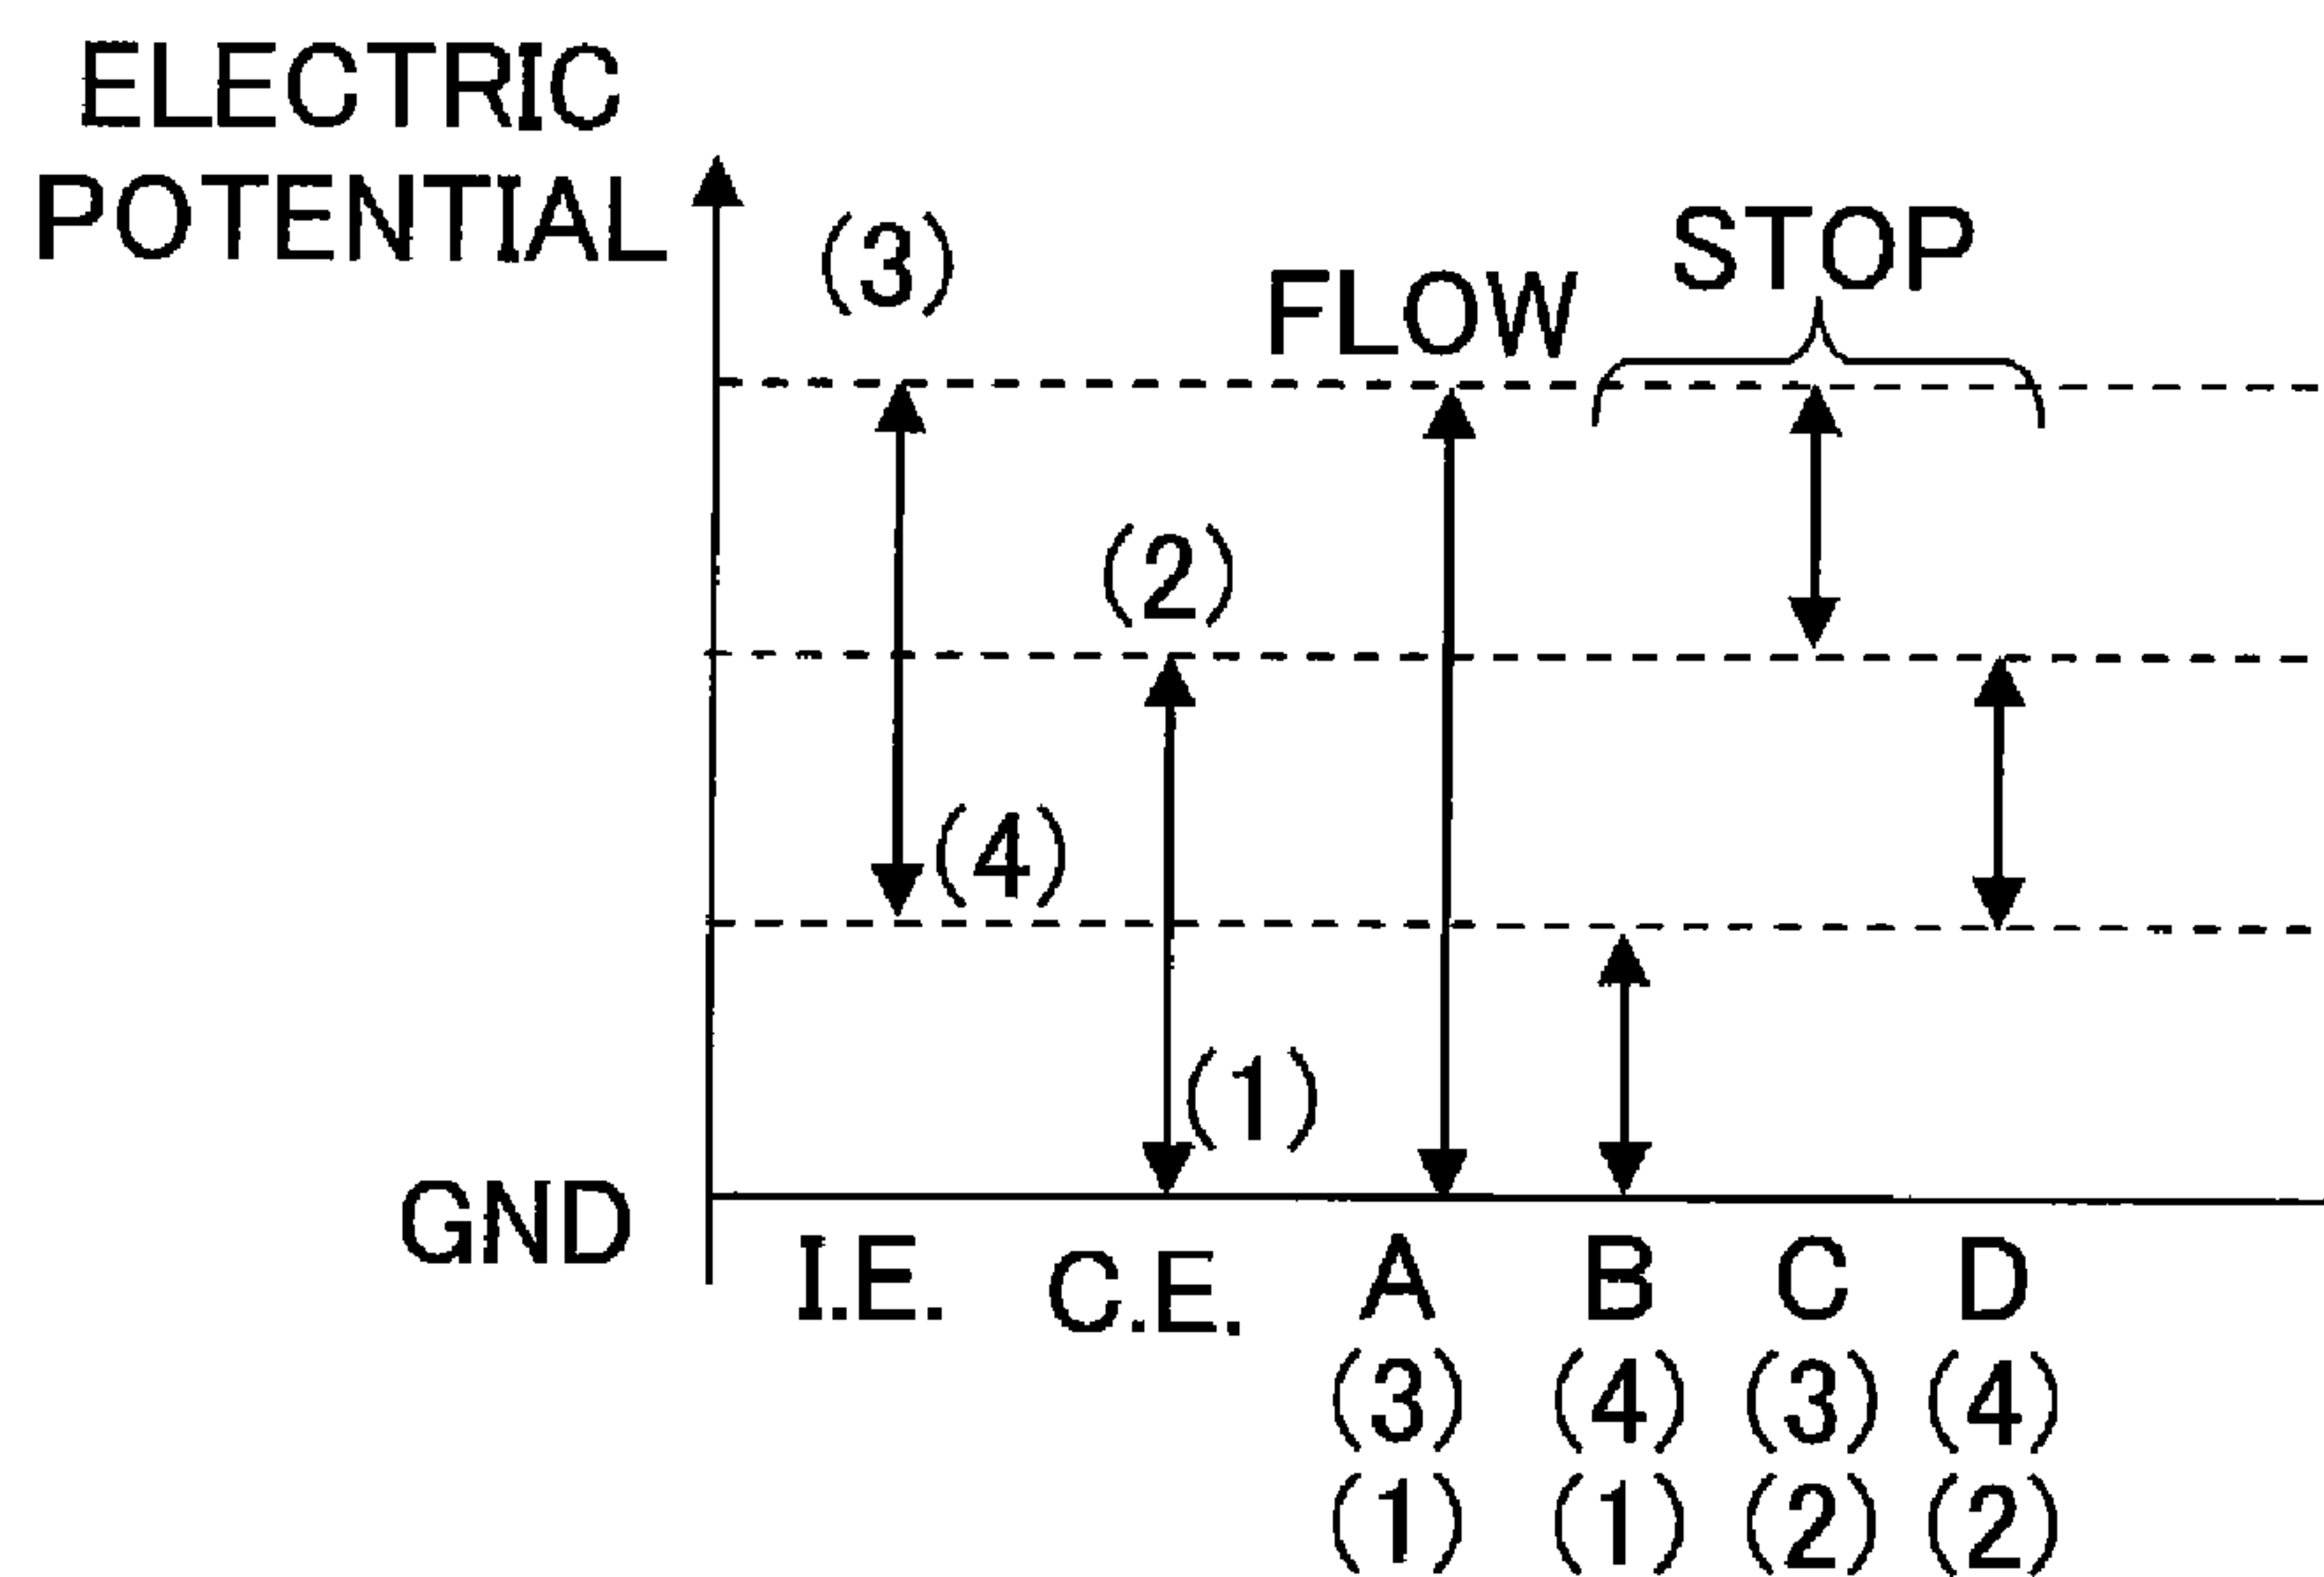 ELECTRIC
POTENTIAL
(3)
FLOW
STOP
(2)
(4)
(1)
GND
I.E. C.E. A B C D
(3) (4) (3) (4)
(1) (1) (2) (2)